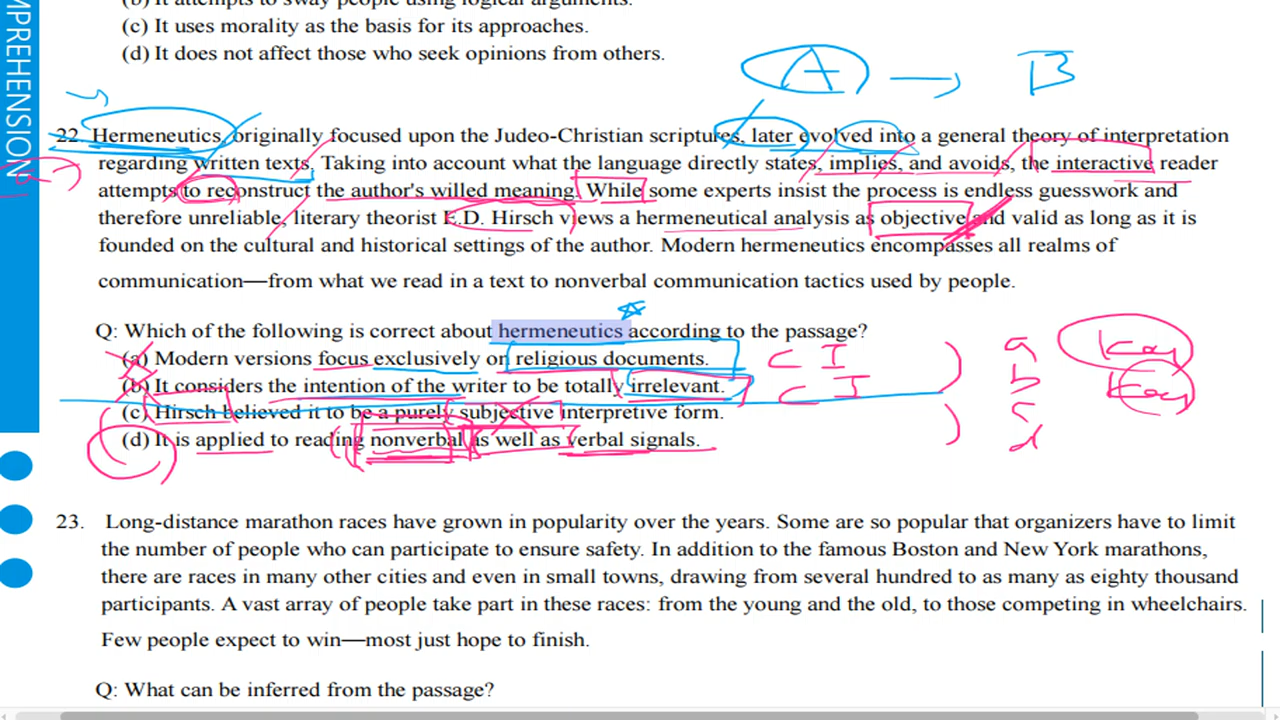 (b) It attempts to sway people using logical arguments.
(c) It uses morality as the basis for its approaches.
(d) It does not affect those who seek opinions from others.
A → B
MPREHENSION
22. Hermeneutics, originally focused upon the Judeo-Christian scriptures, later evolved into a general theory of interpretation
regarding written texts. Taking into account what the language directly states, implies, and avoids, the interactive reader
attempts to reconstruct the author's willed meaning. While some experts insist the process is endless guesswork and
therefore unreliable, literary theorist E.D. Hirsch views a hermeneutical analysis as objective and valid as long as it is
founded on the cultural and historical settings of the author. Modern hermeneutics encompasses all realms of
communication—from what we read in a text to nonverbal communication tactics used by people.
Q: Which of the following is correct about hermeneutics according to the passage?
(a) Modern versions focus exclusively on religious documents. C I
(b) It considers the intention of the writer to be totally irrelevant. C I
(c) Hirsch believed it to be a purely subjective interpretive form.
(d) It is applied to reading nonverbal as well as verbal signals.
a Key
b Key
c
d
23. Long-distance marathon races have grown in popularity over the years. Some are so popular that organizers have to limit
the number of people who can participate to ensure safety. In addition to the famous Boston and New York marathons,
there are races in many other cities and even in small towns, drawing from several hundred to as many as eighty thousand
participants. A vast array of people take part in these races: from the young and the old, to those competing in wheelchairs.
Few people expect to win—most just hope to finish.
Q: What can be inferred from the passage?